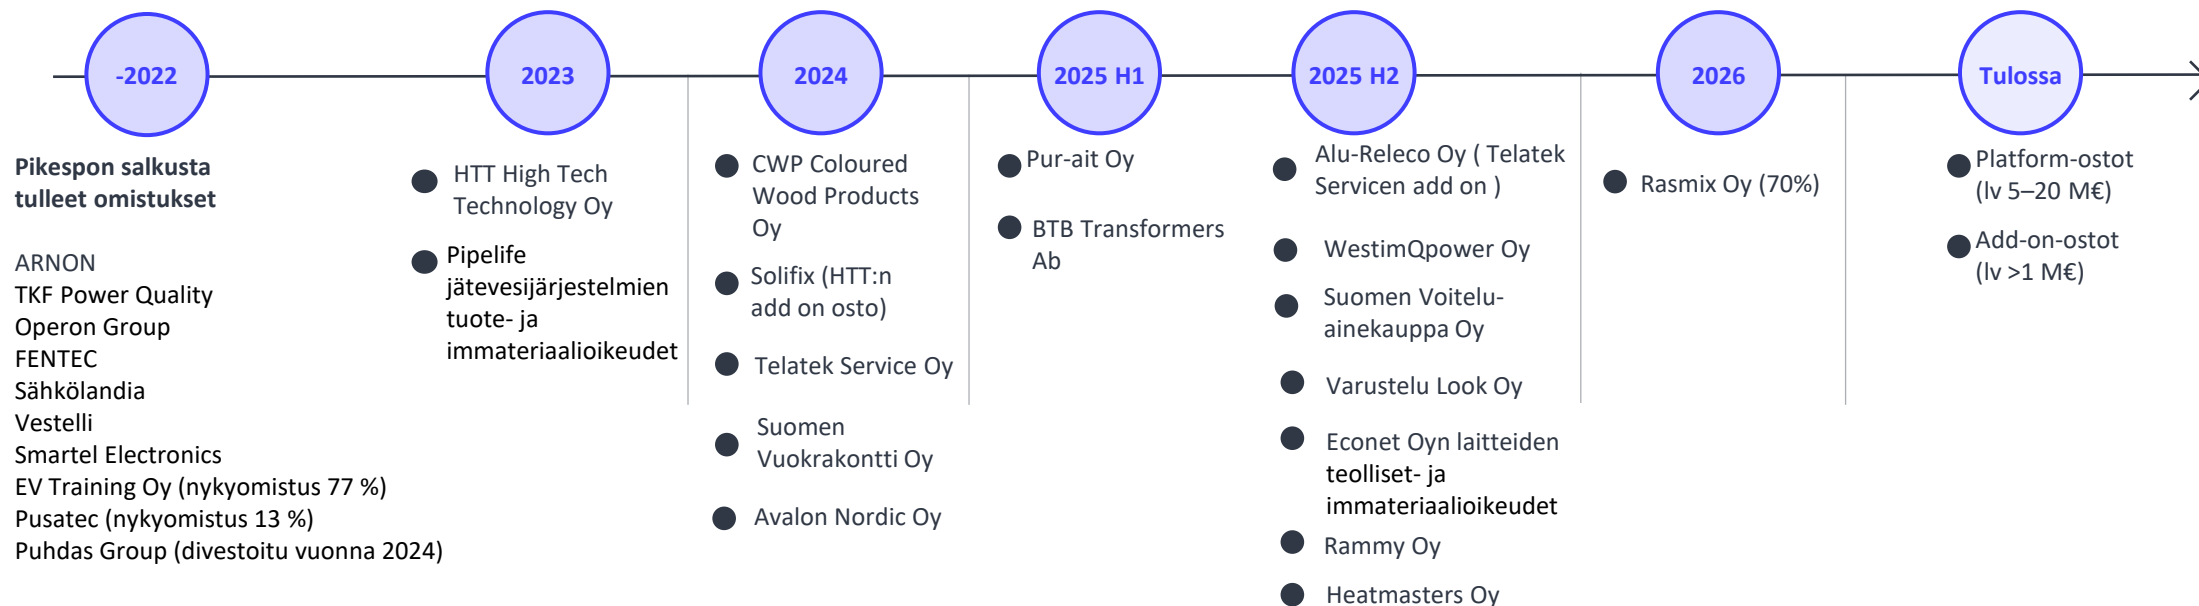 -2022
Pikespon salkusta
tulleet omistukset
ARNON
TKF Power Quality
Operon Group
FENTEC
Sähkölandia
Vestelli
Smartel Electronics
EV Training Oy (nykyomistus 77 %)
Pusatec (nykyomistus 13 %)
Puhdas Group (divestoitu vuonna 2024)
2023
HTT High Tech
Technology Oy
Pipelife
jätevesijärjestelmien
tuote- ja
immateriaalioikeudet
2024
CWP Coloured
Wood Products
Oy
Solifix (HTT:n
add on osto)
Telatek Service Oy
Suomen
Vuokrakontti Oy
Avalon Nordic Oy
2025 H1
Pur-ait Oy
BTB Transformers
Ab
2025 H2
Alu-Releco Oy ( Telatek
Servicen add on )
WestimQpower Oy
Suomen Voitelu-
ainekauppa Oy
Varustelu Look Oy
Econet Oyn laitteiden
teolliset- ja
immateriaalioikeudet
Rammy Oy
Heatmasters Oy
2026
Rasmix Oy (70%)
Tulossa
Platform-ostot
(lv 5–20 M€)
Add-on-ostot
(lv >1 M€)